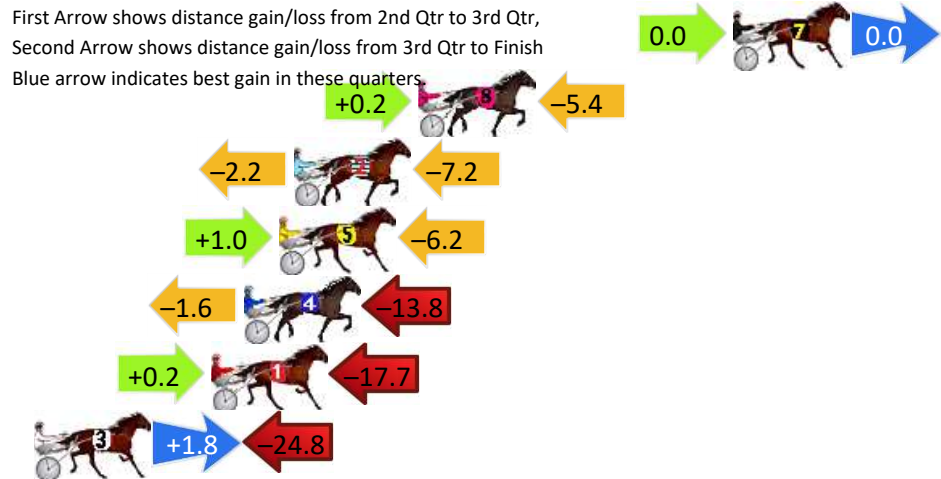 First Arrow shows distance gain/loss from 2nd Qtr to 3rd Qtr,
Second Arrow shows distance gain/loss from 3rd Qtr to Finish
Blue arrow indicates best gain in these quarters.
0.0 7 0.0
+0.2 8 –5.4
–2.2 2 –7.2
+1.0 5 –6.2
–1.6 4 –13.8
+0.2 1 –17.7
3 +1.8 –24.8